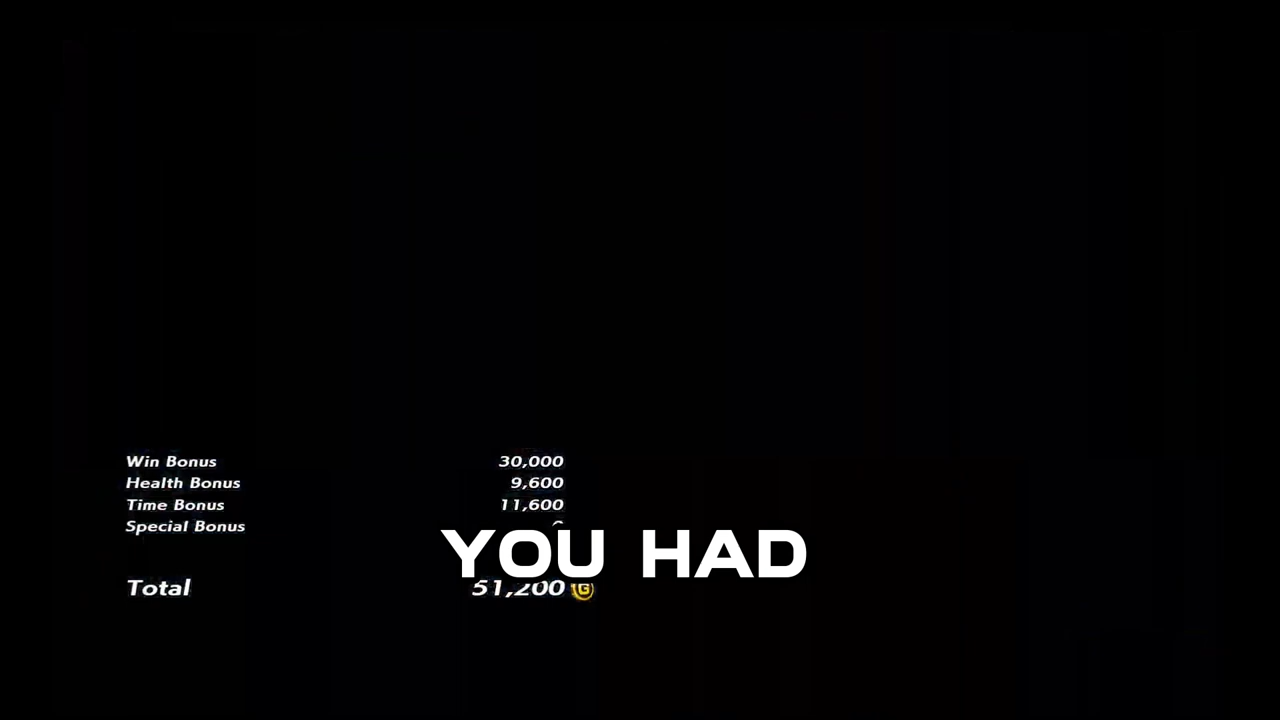 Win Bonus 30,000
Health Bonus 9,600
Time Bonus 11,600
Special Bonus
YOU HAD
Total 51,200 G